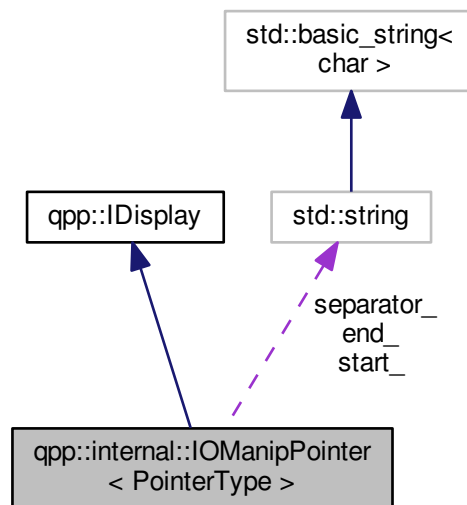 std::basic_string<
char >
qpp::IDisplay
std::string
separator_
end_
start_
qpp::internal::IOManipPointer
< PointerType >